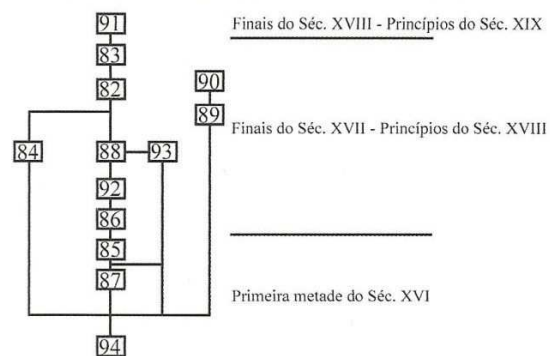 91
Finais do Séc. XVIII - Princípios do Séc. XIX
83
90
82
89
Finais do Séc. XVII - Princípios do Séc. XVIII
84 88 93
92
86
85
87
Primeira metade do Séc. XVI
94